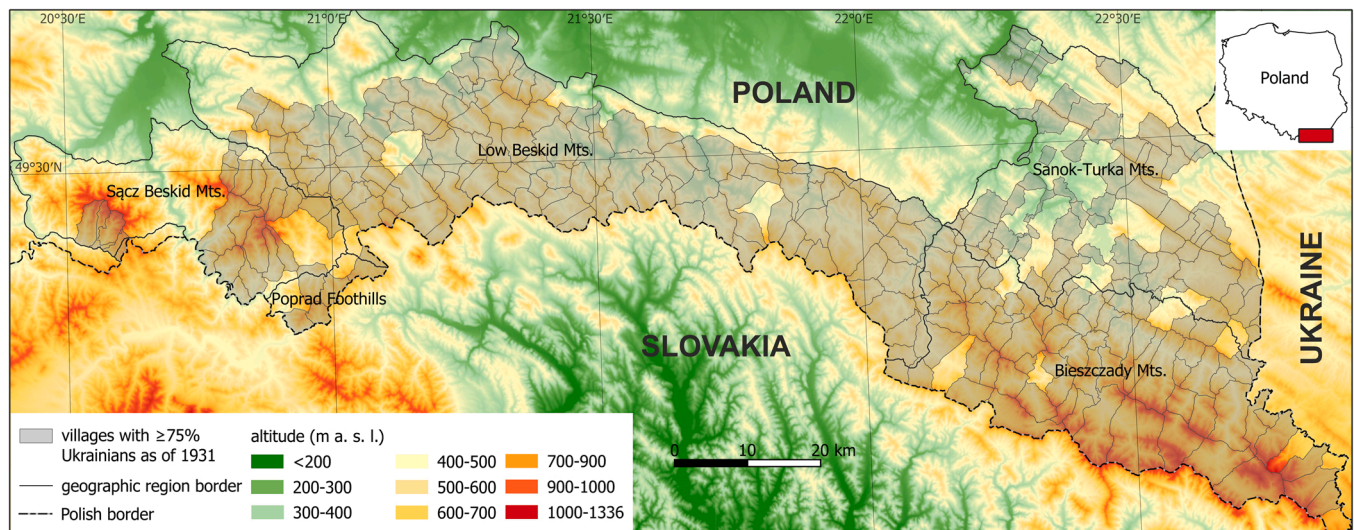 20°30'E
21°0'E
21°30'E
22°0'E
22°30'E
POLAND
Poland
49°30'N
Low Beskid Mts.
Sanok-Turka Mts.
Sącz Beskid Mts.
UKRAINE
Poprad Foothills
SLOVAKIA
Bieszczady Mts.
villages with ≥75%
Ukrainians as of 1931
geographic region border
Polish border
altitude (m a. s. l.)
<200
200-300
300-400
400-500
500-600
600-700
700-900
900-1000
1000-1336
0 10 20 km